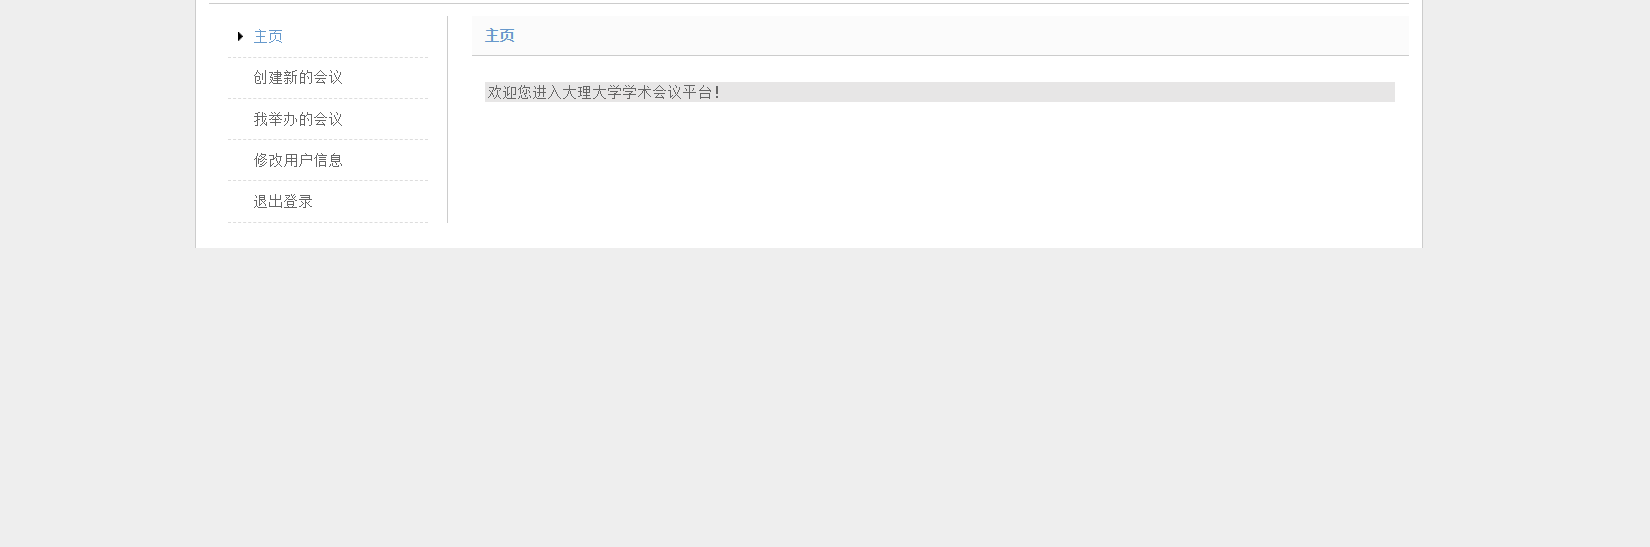 主页
创建新的会议
我举办的会议
修改用户信息
退出登录
主页
欢迎您进入大理大学学术会议平台！